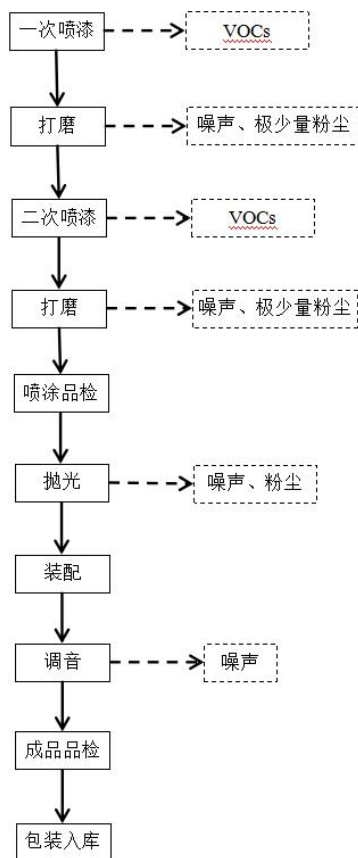 一次喷漆
VOCs
打磨
噪声、极少量粉尘
二次喷漆
VOCs
打磨
噪声、极少量粉尘
喷涂品检
抛光
噪声、粉尘
装配
调音
噪声
成品品检
包装入库